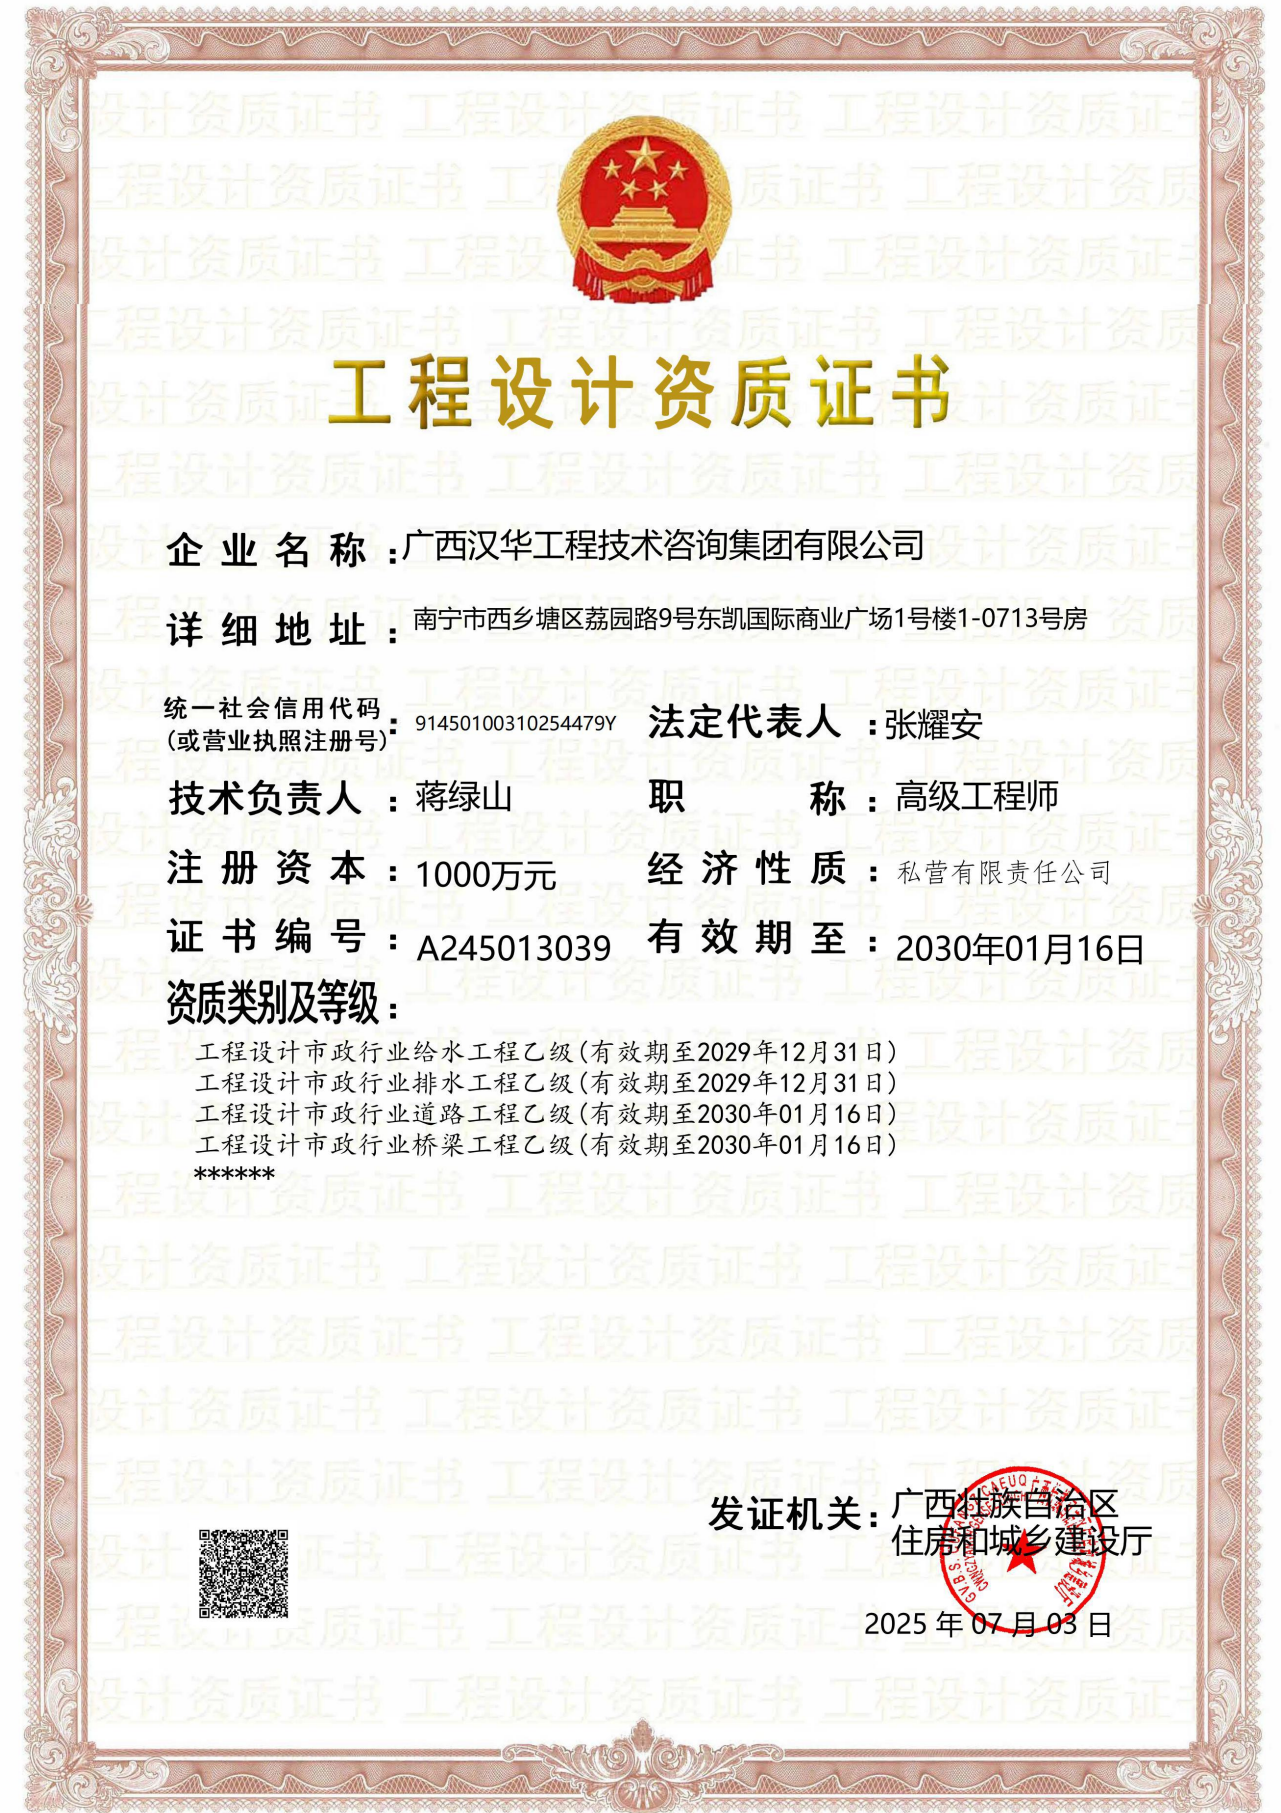 工程设计资质证书
企业名称:广西汉华工程技术咨询集团有限公司
详细地址:南宁市西乡塘区荔园路9号东凯国际商业广场1号楼1-0713号房
统一社会信用代码
(或营业执照注册号):91450100310254479Y 法定代表人:张耀安
技术负责人:蒋绿山 职称:高级工程师
注册资本:1000万元 经济性质:私营有限责任公司
证书编号:A245013039 有效期至:2030年01月16日
资质类别及等级:
工程设计市政行业给水工程乙级(有效期至2029年12月31日)
工程设计市政行业排水工程乙级(有效期至2029年12月31日)
工程设计市政行业道路工程乙级(有效期至2030年01月16日)
工程设计市政行业桥梁工程乙级(有效期至2030年01月16日)
******
发证机关:广西壮族自治区
住房和城乡建设厅
2025 年 07 月 03 日